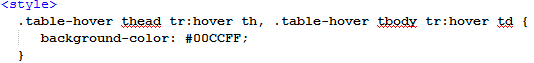 <style>
.table-hover thead tr:hover th, .table-hover tbody tr:hover td {
background-color: #00CCFF;
}